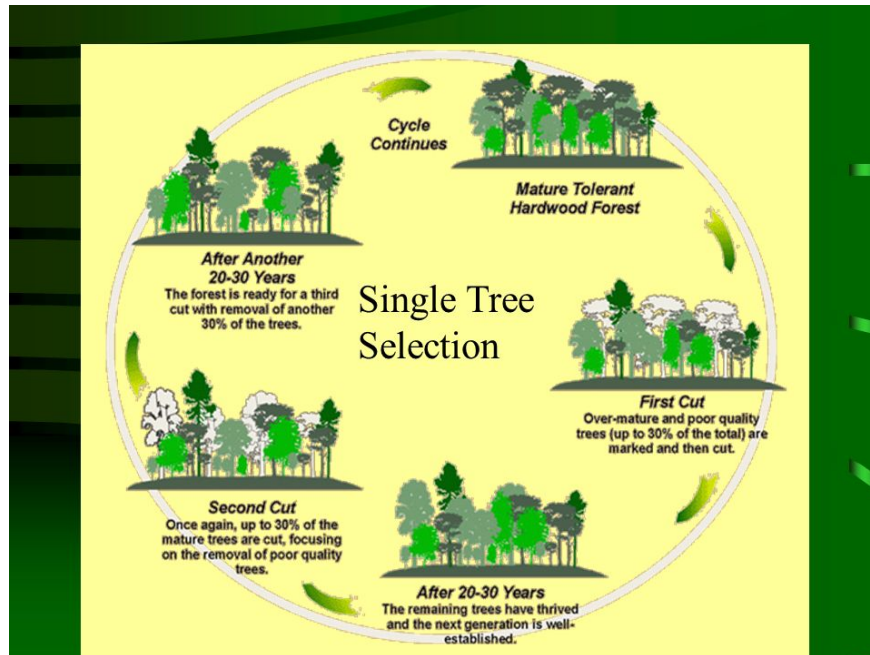 Cycle
Continues
Mature Tolerant
Hardwood Forest
First Cut
Over-mature and poor quality
trees (up to 30% of the total) are
marked and then cut.
After 20-30 Years
The remaining trees have thrived
and the next generation is well-
established.
Second Cut
Once again, up to 30% of the
mature trees are cut, focusing
on the removal of poor quality
trees.
After Another
20-30 Years
The forest is ready for a third
cut with removal of another
30% of the trees.
Single Tree
Selection